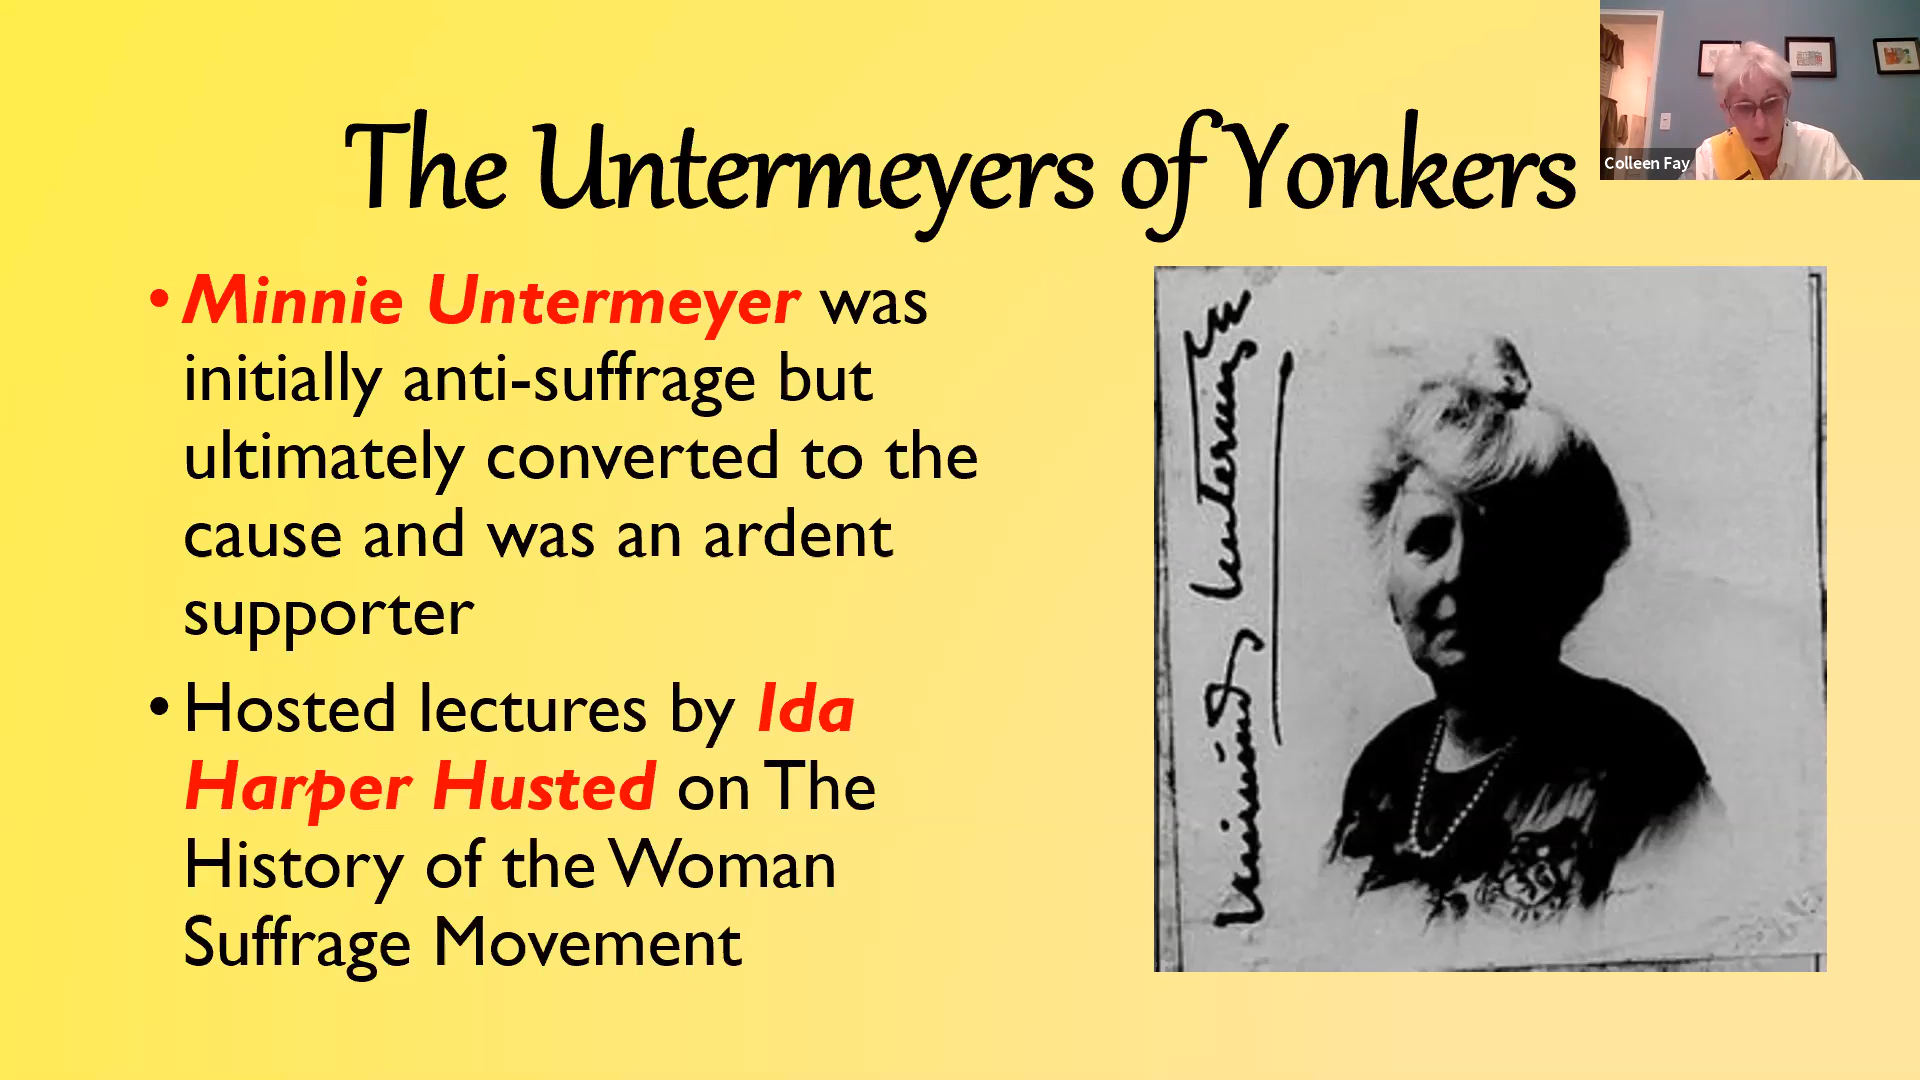 The Untermeyers of Yonkers
Colleen Fay
• Minnie Untermeyer was
initially anti-suffrage but
ultimately converted to the
cause and was an ardent
supporter
• Hosted lectures by Ida
Harper Husted on The
History of the Woman
Suffrage Movement